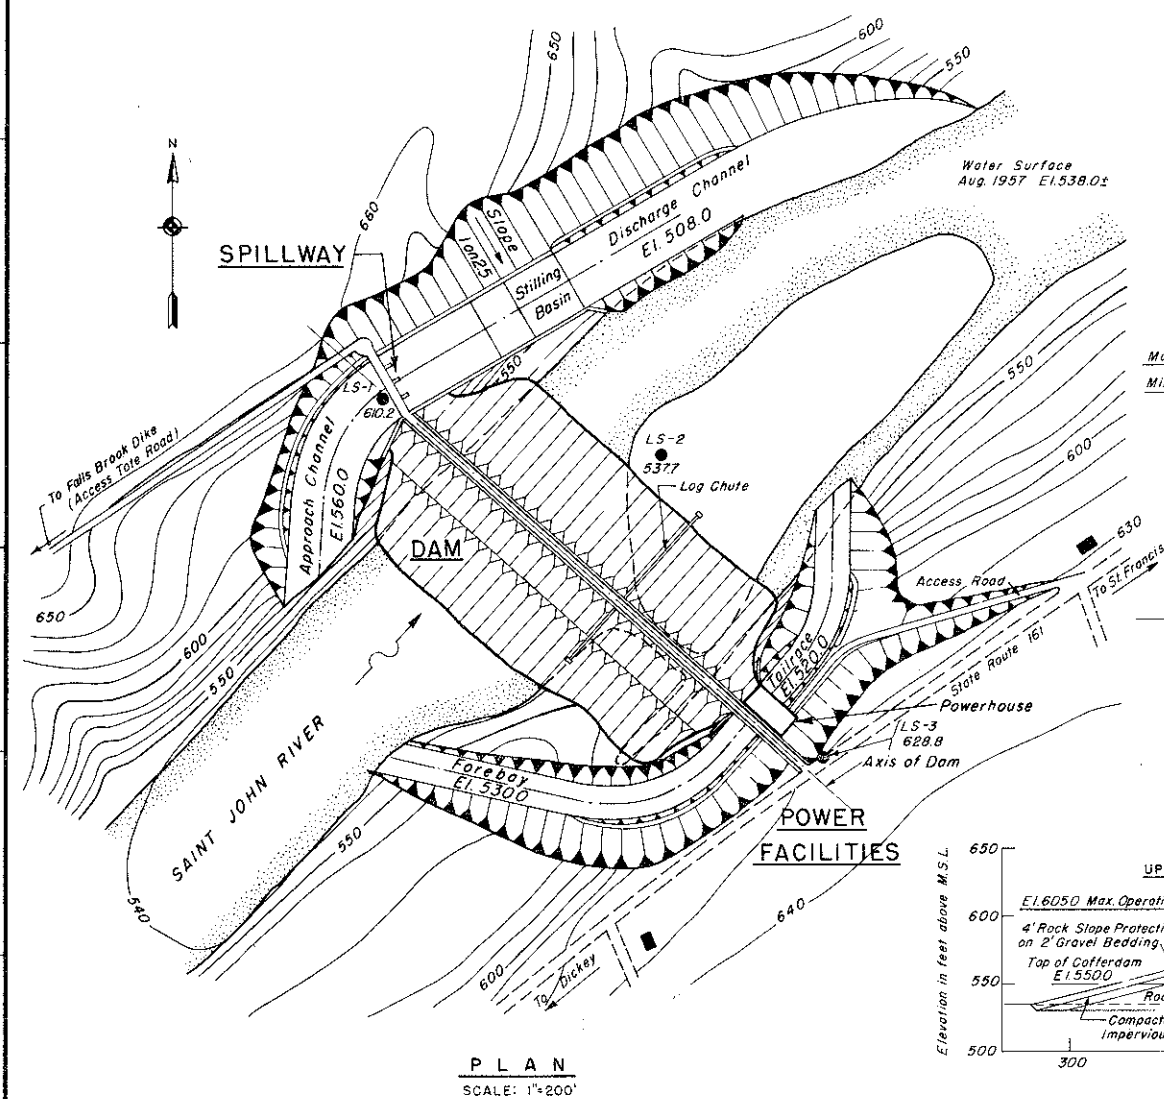 600
550
650
N
Water Surface
Aug. 1957 El.538.0±
660
SPILLWAY
Slope
1on2.5
Discharge Channel
El. 508.0
Stilling
Basin
550
LS-1
610.2
550
To Falls Brook Dike
(Access Tote Road)
Approach Channel
El.560.0
LS-2
537.7
Log Chute
600
DAM
630
To St. Francis
Access Road
650
600
550
State Route 161
Tailrace
El.520.0
Powerhouse
LS-3
628.8
Axis of Dam
Forebay
El. 530.0
SAINT JOHN RIVER
POWER
FACILITIES
550
540
640
600
To Dickey
650
UP
El.605.0 Max. Operati
600
4' Rock Slope Protecti
on 2' Gravel Bedding
Top of Cofferdam
El.550.0
550
Compact
Impervious
500
300
Elevation in feet above M.S.L.
PLAN
SCALE: 1"=200'